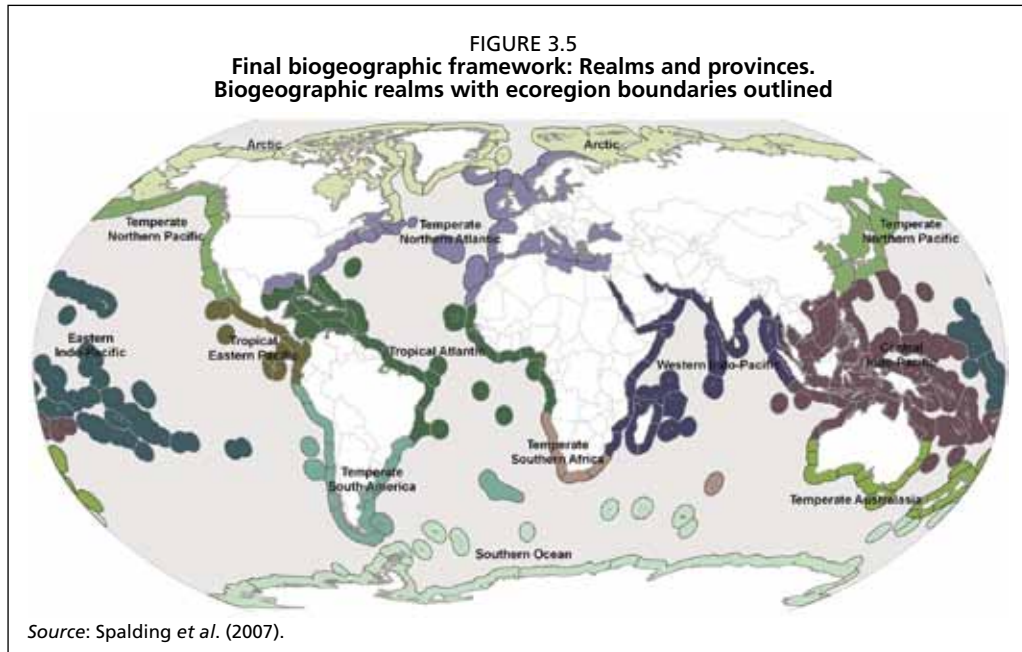 FIGURE 3.5
Final biogeographic framework: Realms and provinces.
Biogeographic realms with ecoregion boundaries outlined
Arctic
Arctic
Temperate
Northern Pacific
Temperate
Northern Atlantic
Temperate
Northern Pacific
Eastern
Indo-Pacific
Tropical
Eastern Pacific
Tropical Atlantic
Western Indo-Pacific
Central
Indo-Pacific
Temperate
South America
Temperate
Southern Africa
Temperate Australasia
Southern Ocean
Source: Spalding et al. (2007).